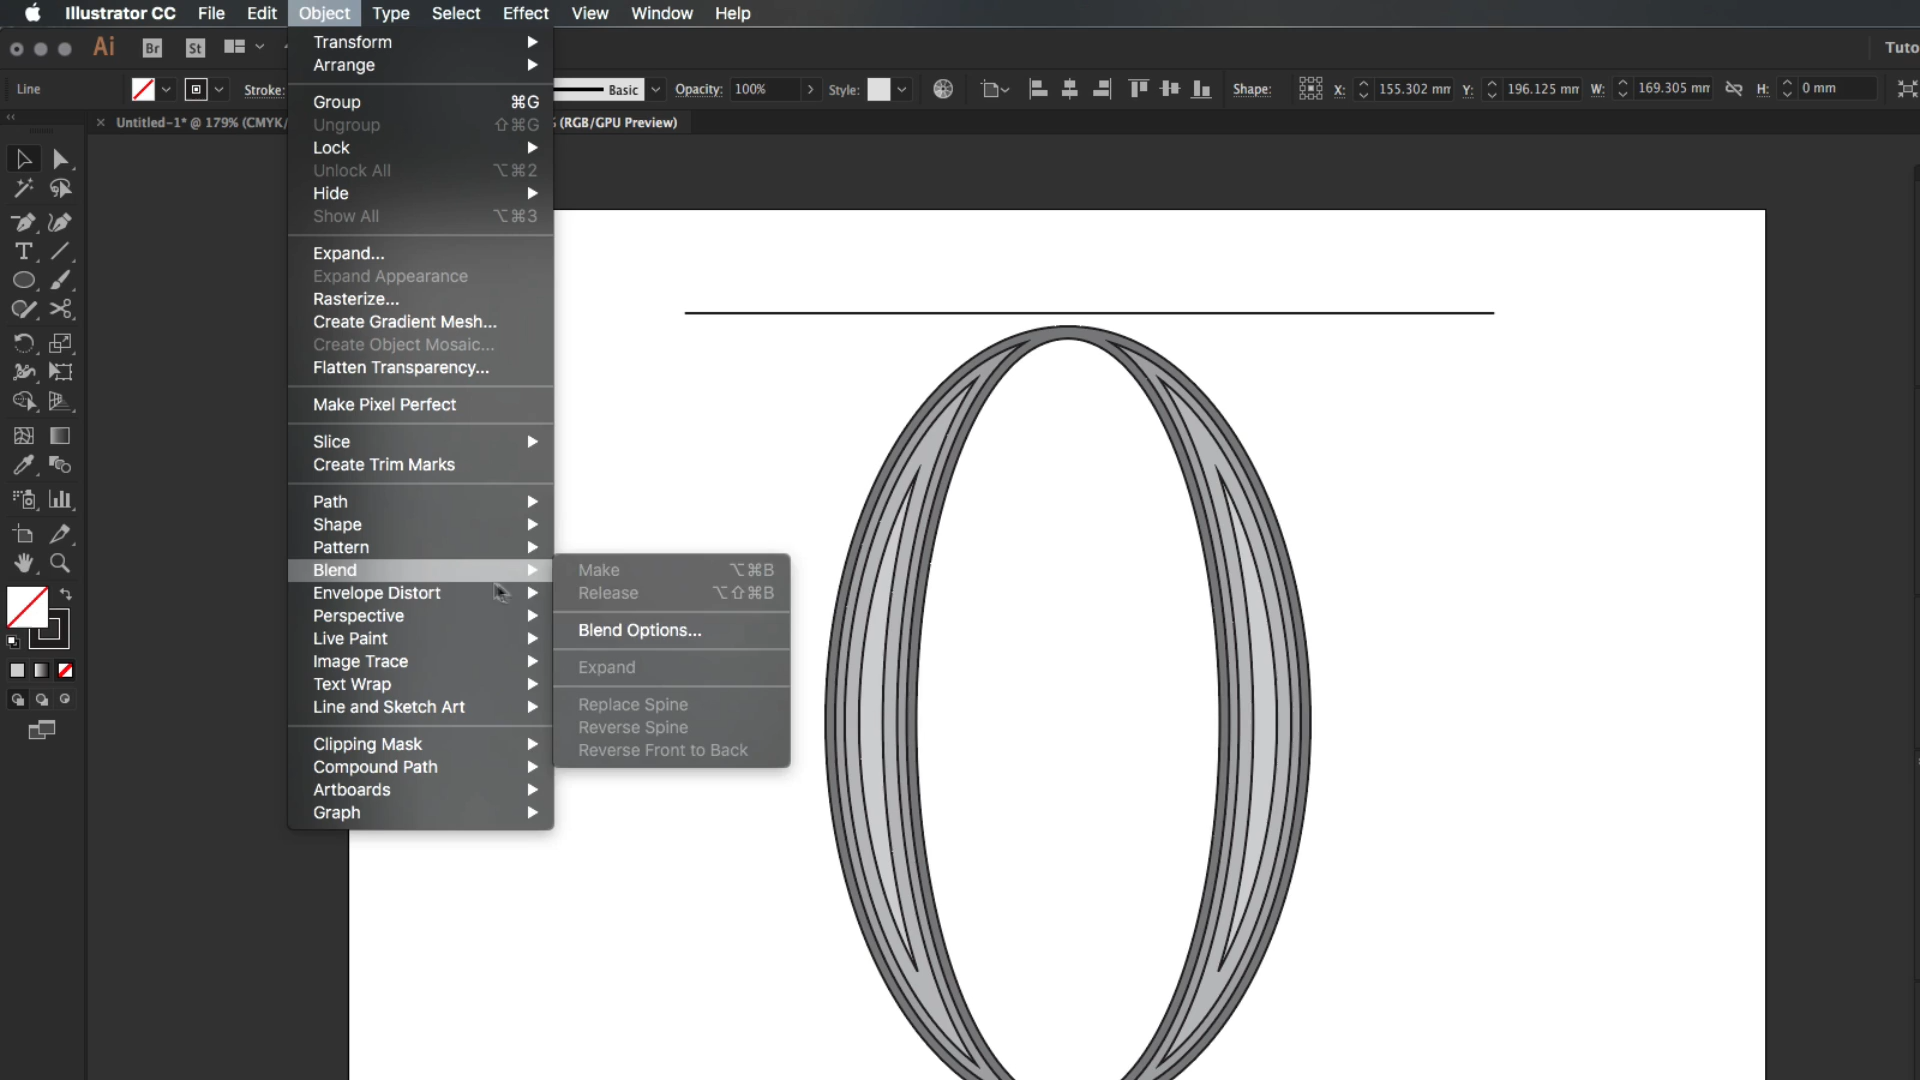 Illustrator CC File Edit Object Type Select Effect View Window Help
Ai Br St
Tuto
Line Stroke: Basic Opacity: 100% Style: Shape: X: 155.302 mm Y: 196.125 mm W: 169.305 mm H: 0 mm
× Untitled-1* @ 179% (CMYK/ (RGB/GPU Preview)
Transform
Arrange
Group ⌘G
Ungroup ⇧⌘G
Lock
Unlock All ⌥⌘2
Hide
Show All ⌥⌘3
Expand...
Expand Appearance
Rasterize...
Create Gradient Mesh...
Create Object Mosaic...
Flatten Transparency...
Make Pixel Perfect
Slice
Create Trim Marks
Path
Shape
Pattern
Blend
Envelope Distort
Perspective
Live Paint
Image Trace
Text Wrap
Line and Sketch Art
Clipping Mask
Compound Path
Artboards
Graph
Make ⌥⌘B
Release ⌥⇧⌘B
Blend Options...
Expand
Replace Spine
Reverse Spine
Reverse Front to Back